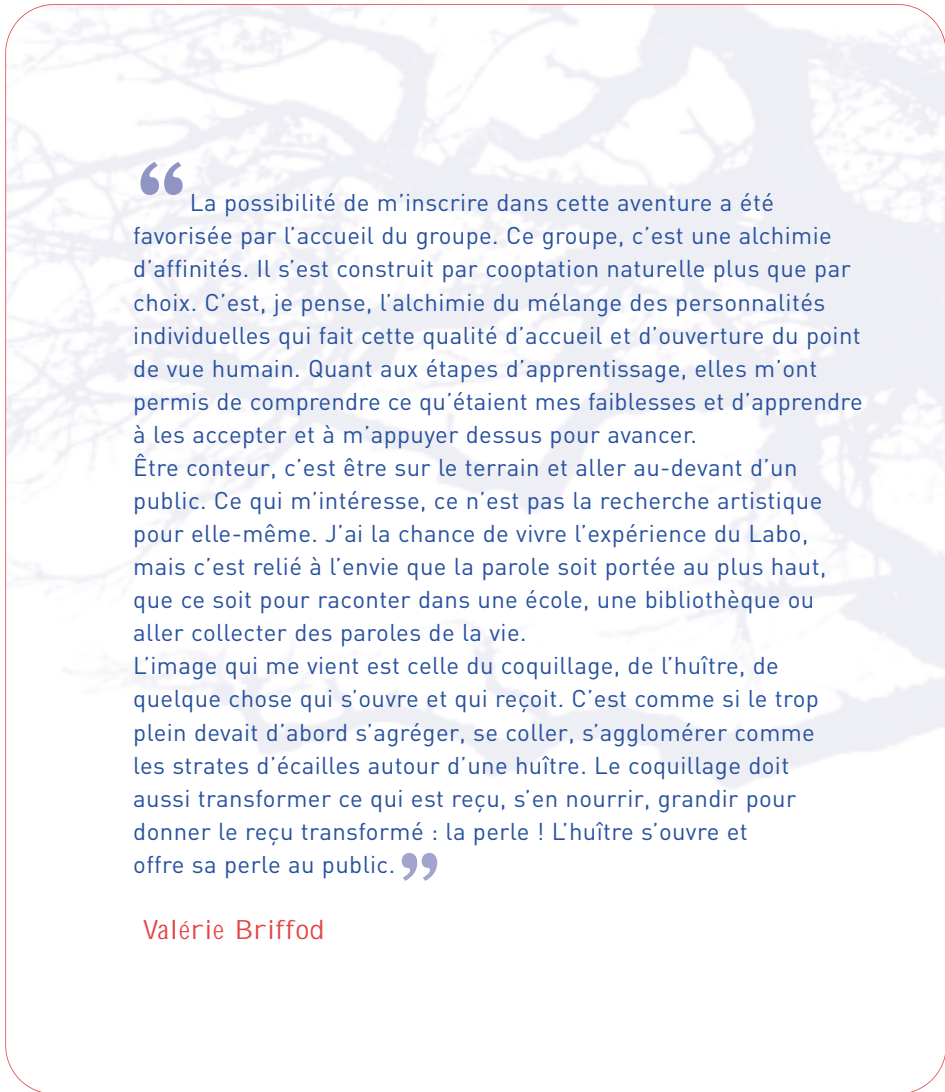 “ La possibilité de m’inscrire dans cette aventure a été
favorisée par l’accueil du groupe. Ce groupe, c’est une alchimie
d’affinités. Il s’est construit par cooptation naturelle plus que par
choix. C’est, je pense, l’alchimie du mélange des personnalités
individuelles qui fait cette qualité d’accueil et d’ouverture du point
de vue humain. Quant aux étapes d’apprentissage, elles m’ont
permis de comprendre ce qu’étaient mes faiblesses et d’apprendre
à les accepter et à m’appuyer dessus pour avancer.
Être conteur, c’est être sur le terrain et aller au-devant d’un
public. Ce qui m’intéresse, ce n’est pas la recherche artistique
pour elle-même. J’ai la chance de vivre l’expérience du Labo,
mais c’est relié à l’envie que la parole soit portée au plus haut,
que ce soit pour raconter dans une école, une bibliothèque ou
aller collecter des paroles de la vie.
L’image qui me vient est celle du coquillage, de l’huître, de
quelque chose qui s’ouvre et qui reçoit. C’est comme si le trop
plein devait d’abord s’agréger, se coller, s’agglomérer comme
les strates d’écailles autour d’une huître. Le coquillage doit
aussi transformer ce qui est reçu, s’en nourrir, grandir pour
donner le reçu transformé : la perle ! L’huître s’ouvre et
offre sa perle au public. ”
Valérie Briffod